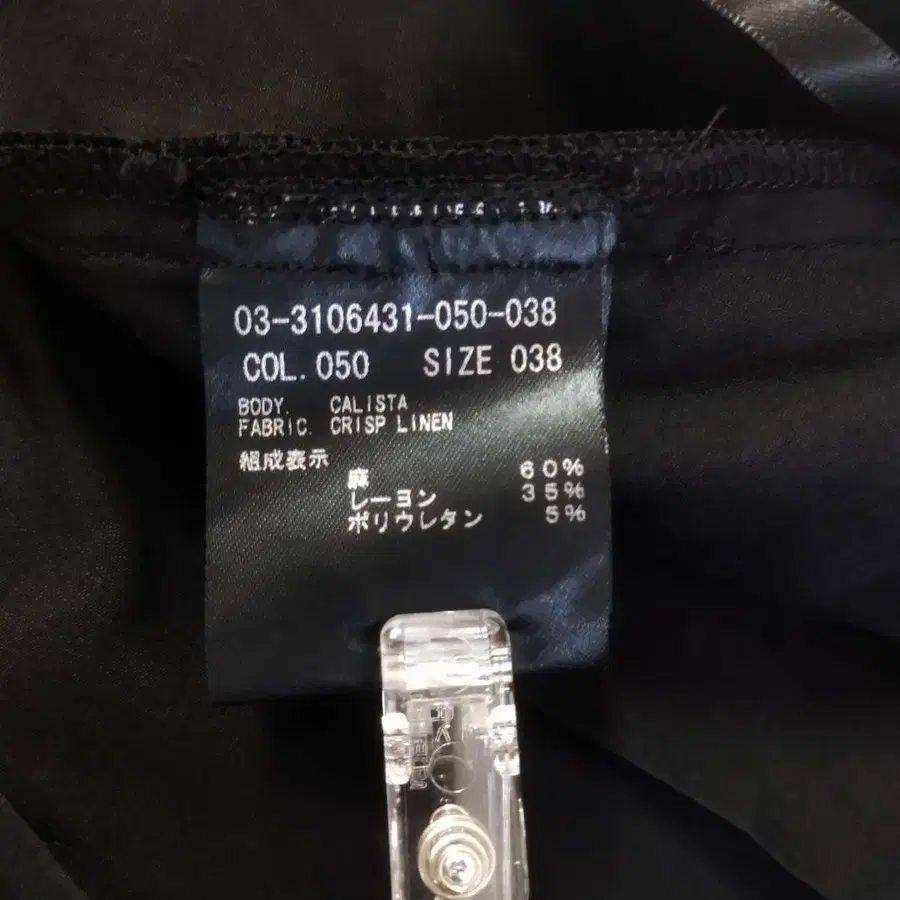 03-3106431-050-038
COL. 050 SIZE 038
BODY. CALISTA
FABRIC. CRISP LINEN
組成表示
麻 60%
レーヨン 35%
ポリウレタン 5%